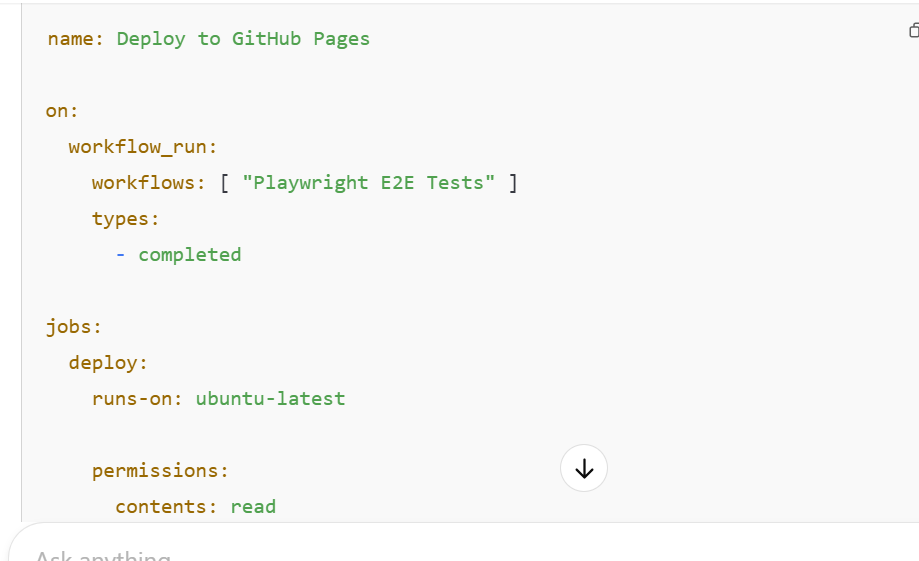 name: Deploy to GitHub Pages
on:
  workflow_run:
    workflows: [ "Playwright E2E Tests" ]
    types:
      - completed
jobs:
  deploy:
    runs-on: ubuntu-latest
    permissions:
      contents: read
Ask anything